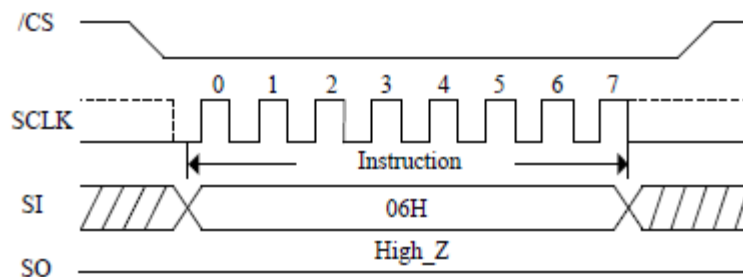 /CS
0 1 2 3 4 5 6 7
SCLK
Instruction
SI
06H
High_Z
SO